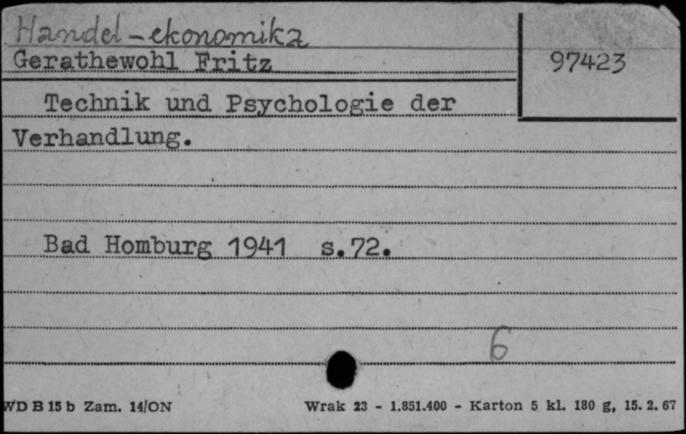 Handel-ekonomika
Gerathewohl Fritz
97423
Technik und Psychologie der
Verhandlung.
Bad Homburg 1941 s.72.
6
WD B 15 b Zam. 14/ON
Wrak 23 - 1.851.400 - Karton 5 kl. 180 g, 15. 2. 67